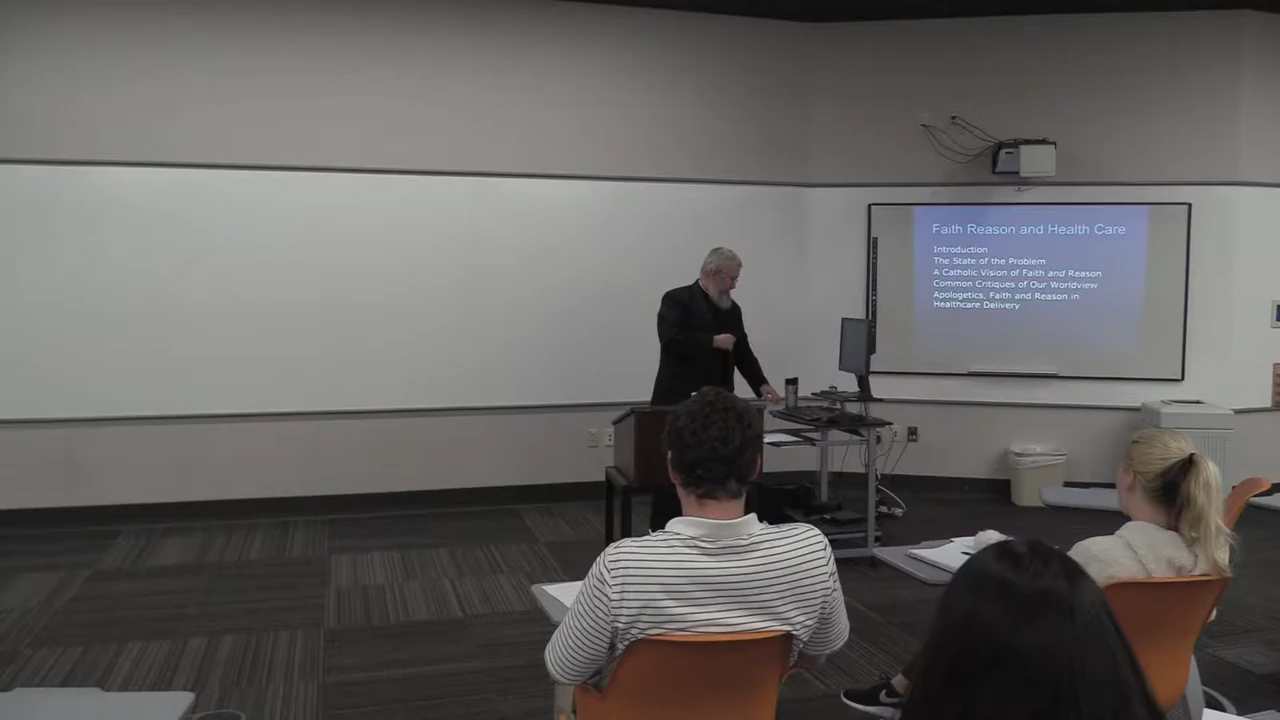 Faith Reason and Health Care
Introduction
The State of the Problem
A Catholic Vision of Faith and Reason
Common Critiques of Our Worldview
Apologetics, Faith and Reason in
Healthcare Delivery